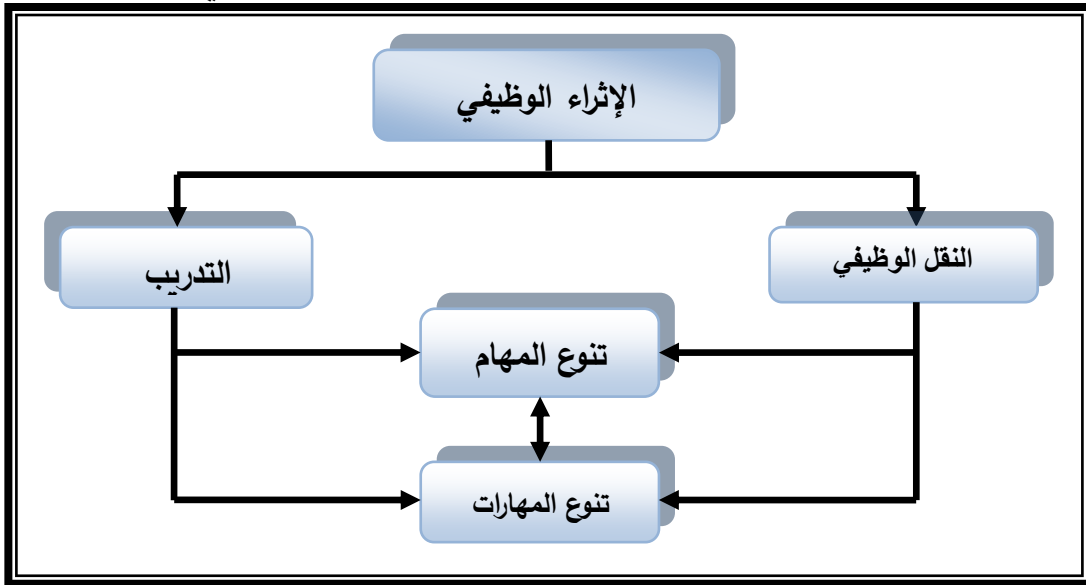 الإثراء الوظيفي
النقل الوظيفي
التدريب
تنوع المهام
تنوع المهارات